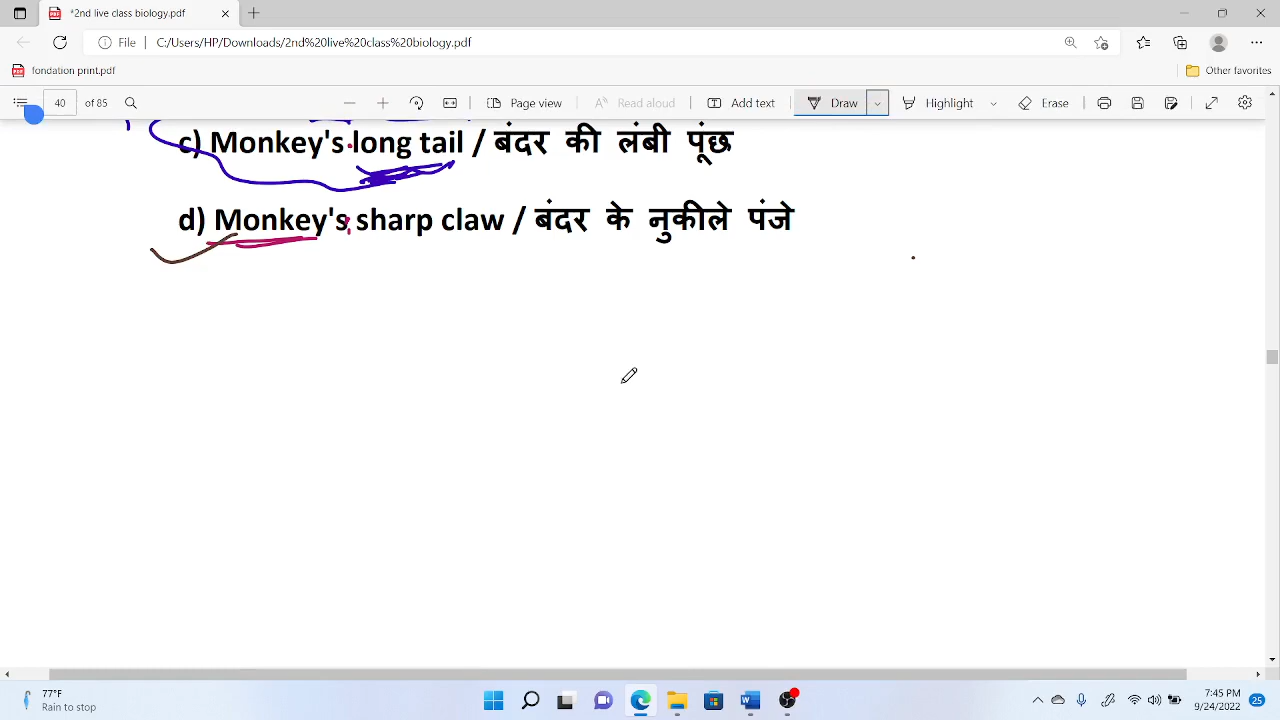 *2nd live class biology.pdf
File | C:/Users/HP/Downloads/2nd%20live%20class%20biology.pdf
fondation print.pdf
Other favorites
40 of 85
Page view
Read aloud
Add text
Draw
Highlight
Erase
c) Monkey's long tail / बंदर की लंबी पूंछ
d) Monkey's sharp claw / बंदर के नुकीले पंजे
77°F
Rain to stop
7:45 PM
9/24/2022
25